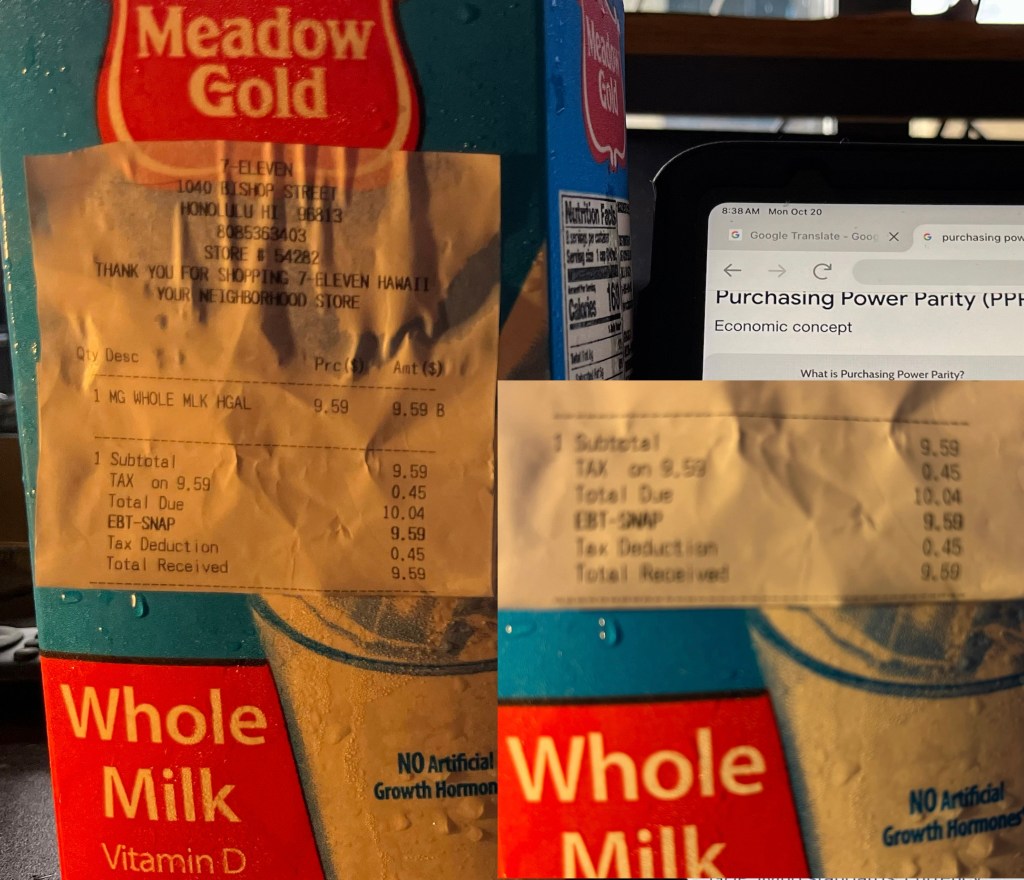 Meadow
Gold
7-ELEVEN
1040 BISHOP STREET
HONOLULU HI 96813
8085363403
STORE # 54282
THANK YOU FOR SHOPPING 7-ELEVEN HAWAII
YOUR NEIGHBORHOOD STORE
Qty Desc Prc($) Amt($)
1 MG WHOLE MLK HGAL 9.59 9.59 B
1 Subtotal 9.59
TAX on 9.59 0.45
Total Due 10.04
EBT-SNAP 9.59
Tax Deduction 0.45
Total Received 9.59
Whole
Milk
Vitamin D
NO Artificial
Growth Hormon
Meadow
Gold
Nutrition Facts
Calories 160
8:38 AM Mon Oct 20
Google Translate - Goog
purchasing pow
Purchasing Power Parity (PPP
Economic concept
What is Purchasing Power Parity?
1 Subtotal 9.59
TAX on 9.59 0.45
Total Due 10.04
EBT-SNAP 9.59
Tax Deduction 0.45
Total Received 9.59
Whole
Milk
NO Artificial
Growth Hormones